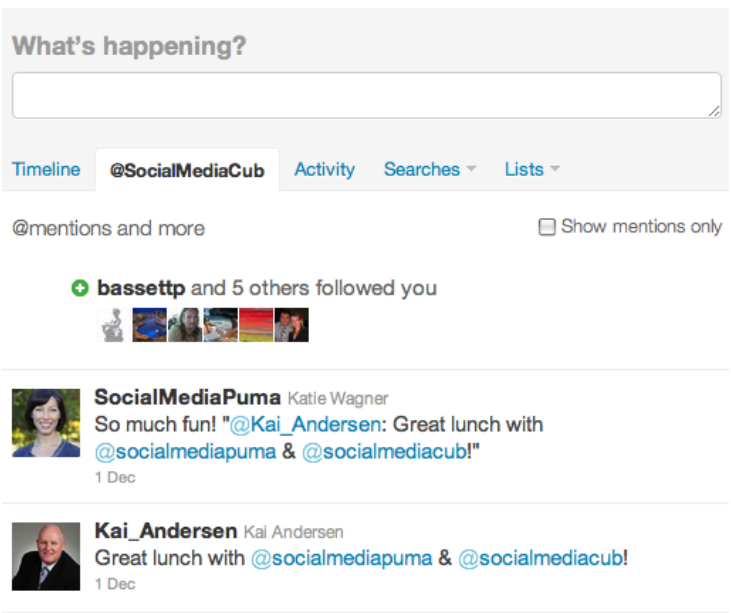 What's happening?
Timeline @SocialMediaCub Activity Searches Lists
@mentions and more Show mentions only
bassettp and 5 others followed you
SocialMediaPuma Katie Wagner
So much fun! "@Kai_Andersen: Great lunch with
@socialmediapuma & @socialmediacub!"
1 Dec
Kai_Andersen Kai Andersen
Great lunch with @socialmediapuma & @socialmediacub!
1 Dec